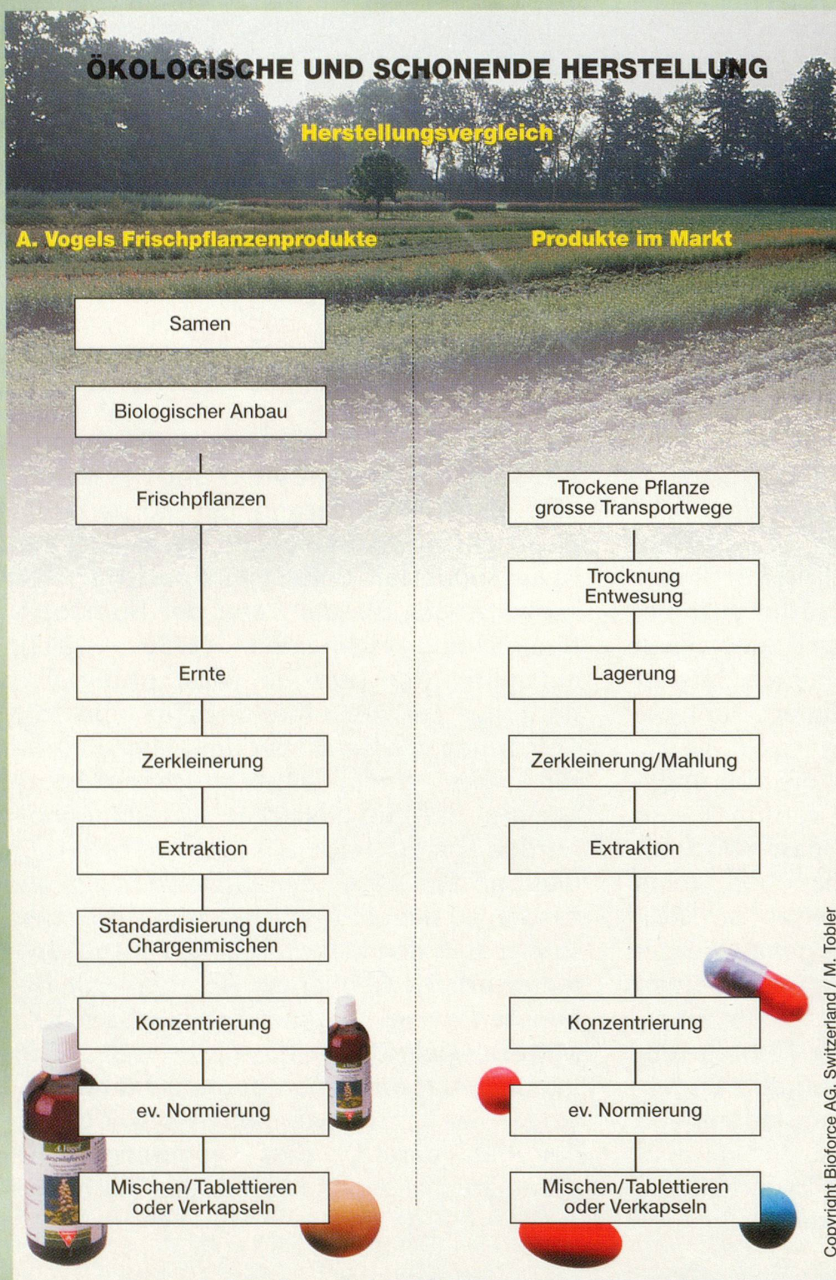 ÖKOLOGISCHE UND SCHONENDE HERSTELLUNG
Herstellungsvergleich
A. Vogels Frischpflanzenprodukte
Samen
Biologischer Anbau
Frischpflanzen
Ernte
Zerkleinerung
Extraktion
Standardisierung durch
Chargenmischen
Konzentrierung
ev. Normierung
Mischen/Tablettieren
oder Verkapseln
Produkte im Markt
Trockene Pflanze
grosse Transportwege
Trocknung
Entwesung
Lagerung
Zerkleinerung/Mahlung
Extraktion
Konzentrierung
ev. Normierung
Mischen/Tablettieren
oder Verkapseln
A.Vogel
Copyright Bioforce AG, Switzerland / M. Tobler